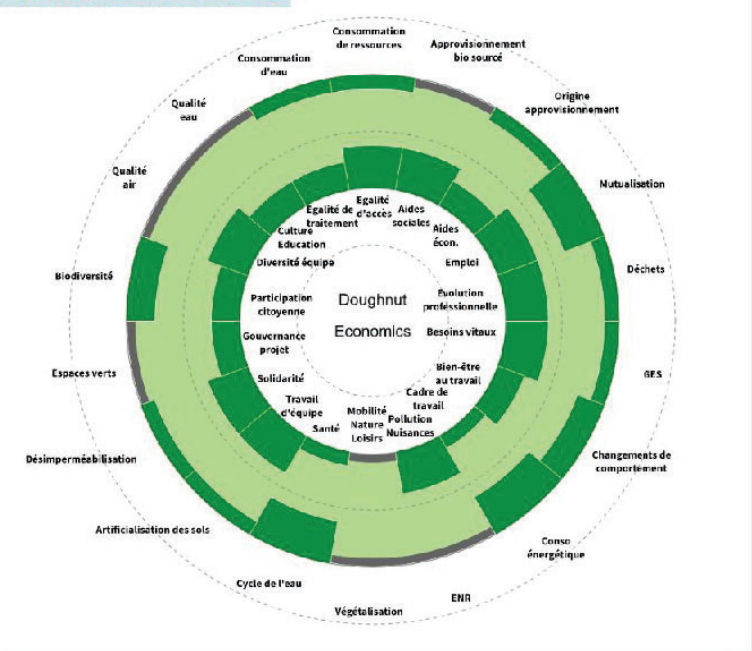 Consommation
de ressources
Approvisionnement
bio sourcé
Origine
approvisionnement
Mutualisation
Déchets
GES
Changements de
comportement
Conso
énergétique
ENR
Végétalisation
Cycle de l'eau
Artificialisation des sols
Désimperméabilisation
Espaces verts
Biodiversité
Qualité
air
Qualité
eau
Consommation
d'eau
Egalité
d'accès
Aides
sociales
Aides
écon.
Emploi
Évolution
professionnelle
Besoins vitaux
Bien-être
au travail
Cadre de
travail
Pollution
Nuisances
Mobilité
Nature
Loisirs
Santé
Travail
d'équipe
Solidarité
Gouvernance
projet
Participation
citoyenne
Diversité équipe
Culture
Education
Egalité de
traitement
Doughnut
Economics